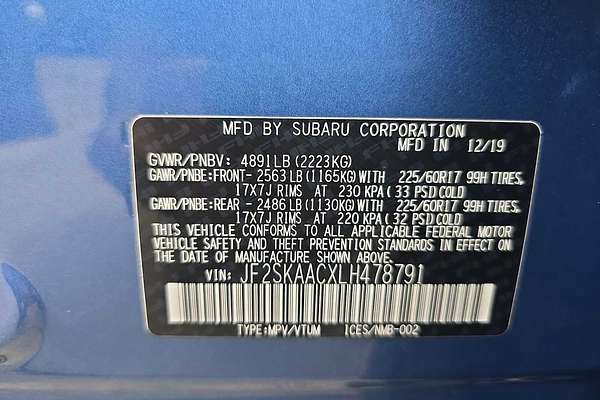 MFD BY SUBARU CORPORATION
MFD IN 12/19
GVWR/PNBV: 4891LB (2223KG)
GAWR/PNBE:FRONT- 2563 LB (1165KG) WITH 225/60R17 99H TIRES,
17X7J RIMS AT 230 KPA (33 PSI) COLD
GAWR/PNBE:REAR - 2486 LB (1130KG) WITH 225/60R17 99H TIRES,
17X7J RIMS AT 220 KPA (32 PSI) COLD
THIS VEHICLE CONFORMS TO ALL APPLICABLE FEDERAL MOTOR
VEHICLE SAFETY AND THEFT PREVENTION STANDARDS IN EFFECT
ON THE DATE OF MANUFACTURE SHOWN ABOVE.
VIN: JF2SKAACXLH478791
TYPE:MPV/VTUM ICES/NMB-002